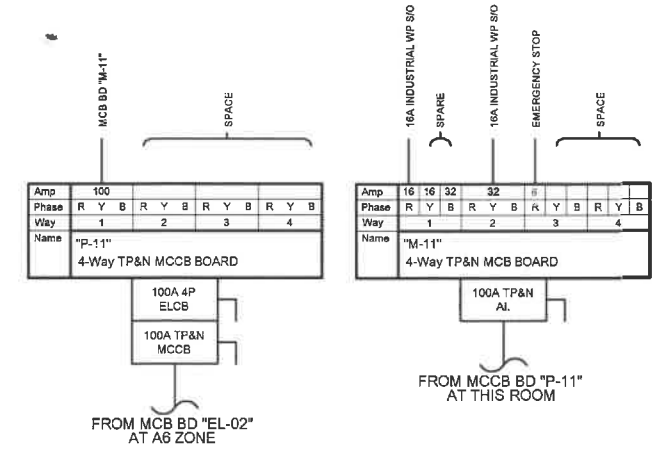 MCB BD "M-11"
SPACE
Amp 100
Phase R Y B R Y B R Y B R Y B
Way 1 2 3 4
Name "P-11"
4-Way TP&N MCCB BOARD
100A 4P
ELCB
100A TP&N
MCCB
FROM MCB BD "EL-02"
AT A6 ZONE
16A INDUSTRIAL WP S/O
SPARE
16A INDUSTRIAL WP S/O
EMERGENCY STOP
SPACE
Amp 16 16 32 32 6
Phase R Y B R Y B R Y B R Y B
Way 1 2 3 4
Name "M-11"
4-Way TP&N MCB BOARD
100A TP&N
AI.
FROM MCCB BD "P-11"
AT THIS ROOM